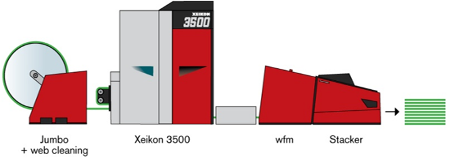 XEIKON
3500
Jumbo
+ web cleaning
Xeikon 3500
wfm
Stacker